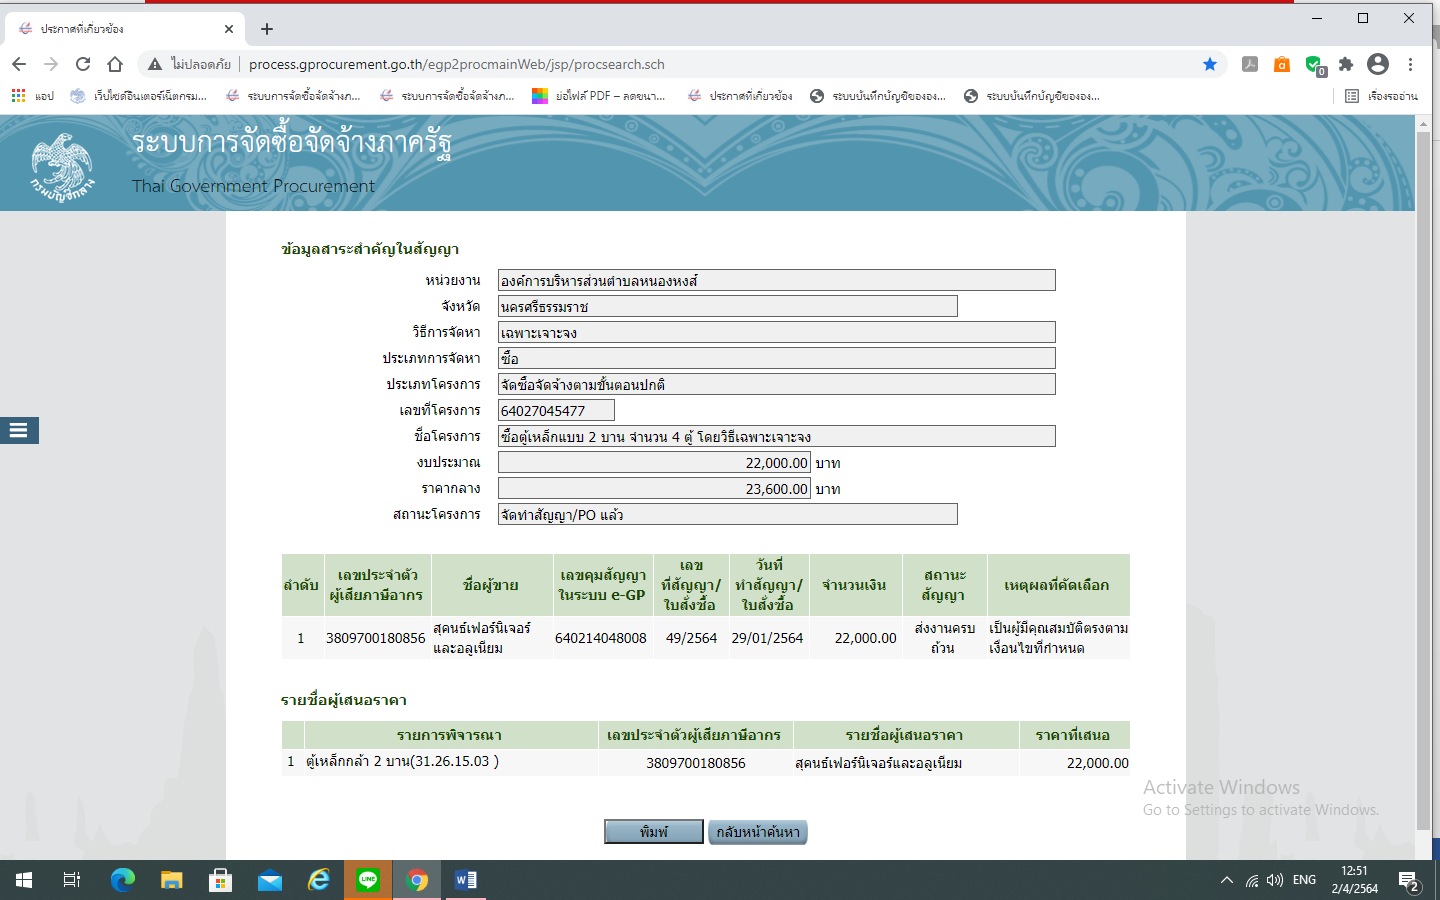 ประกาศที่เกี่ยวข้อง
ไม่ปลอดภัย | process.gprocurement.go.th/egp2procmainWeb/jsp/procsearch.sch
แอป เว็บไซต์อินเตอร์เน็ตกรม... ระบบการจัดซื้อจัดจ้างภ... ระบบการจัดซื้อจัดจ้างภ... ย่อไฟล์ PDF – ลดขนา... ประกาศที่เกี่ยวข้อง ระบบบันทึกบัญชีขององ... ระบบบันทึกบัญชีขององ... เรื่องรออ่าน
ระบบการจัดซื้อจัดจ้างภาครัฐ
Thai Government Procurement
กรมบัญชีกลาง
ข้อมูลสาระสำคัญในสัญญา
หน่วยงาน องค์การบริหารส่วนตำบลหนองหงส์
จังหวัด นครศรีธรรมราช
วิธีการจัดหา เฉพาะเจาะจง
ประเภทการจัดหา ซื้อ
ประเภทโครงการ จัดซื้อจัดจ้างตามขั้นตอนปกติ
เลขที่โครงการ 64027045477
ชื่อโครงการ ซื้อตู้เหล็กแบบ 2 บาน จำนวน 4 ตู้ โดยวิธีเฉพาะเจาะจง
งบประมาณ 22,000.00 บาท
ราคากลาง 23,600.00 บาท
สถานะโครงการ จัดทำสัญญา/PO แล้ว
ลำดับ เลขประจำตัวผู้เสียภาษีอากร ชื่อผู้ขาย เลขคุมสัญญาในระบบ e-GP เลขที่สัญญา/ใบสั่งซื้อ วันที่ทำสัญญา/ใบสั่งซื้อ จำนวนเงิน สถานะสัญญา เหตุผลที่คัดเลือก
1 3809700180856 สุคนธ์เฟอร์นิเจอร์และอลูเนียม 640214048008 49/2564 29/01/2564 22,000.00 ส่งงานครบถ้วน เป็นผู้มีคุณสมบัติตรงตามเงื่อนไขที่กำหนด
รายชื่อผู้เสนอราคา
รายการพิจารณา เลขประจำตัวผู้เสียภาษีอากร รายชื่อผู้เสนอราคา ราคาที่เสนอ
1 ตู้เหล็กกล้า 2 บาน(31.26.15.03 ) 3809700180856 สุคนธ์เฟอร์นิเจอร์และอลูเนียม 22,000.00
พิมพ์ กลับหน้าค้นหา
Activate Windows
Go to Settings to activate Windows.
LINE
ENG
12:51
2/4/2564
2